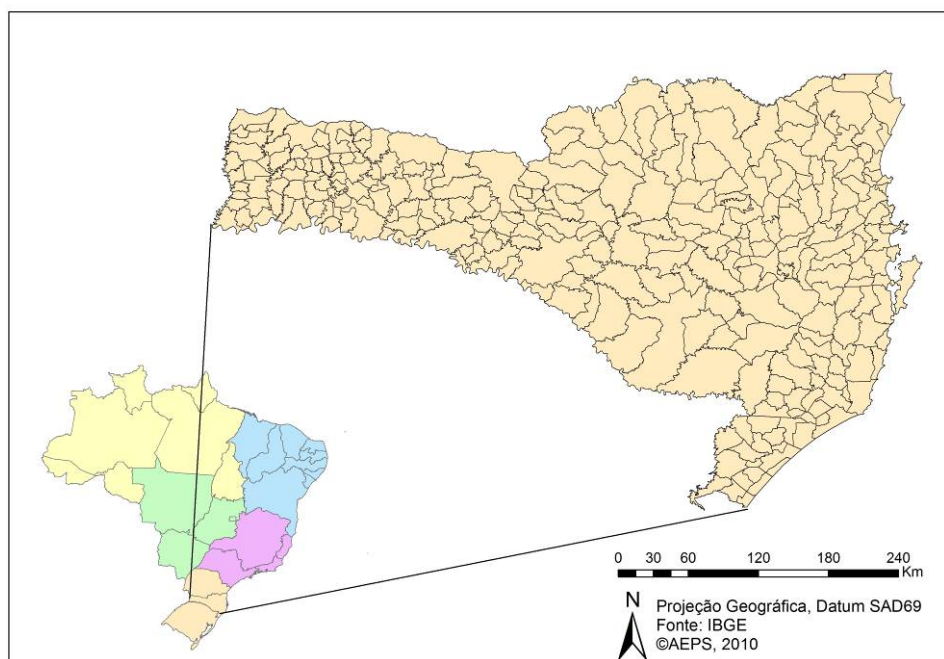 0 30 60 120 180 240
Km
N
Projeção Geográfica, Datum SAD69
Fonte: IBGE
©AEPS, 2010